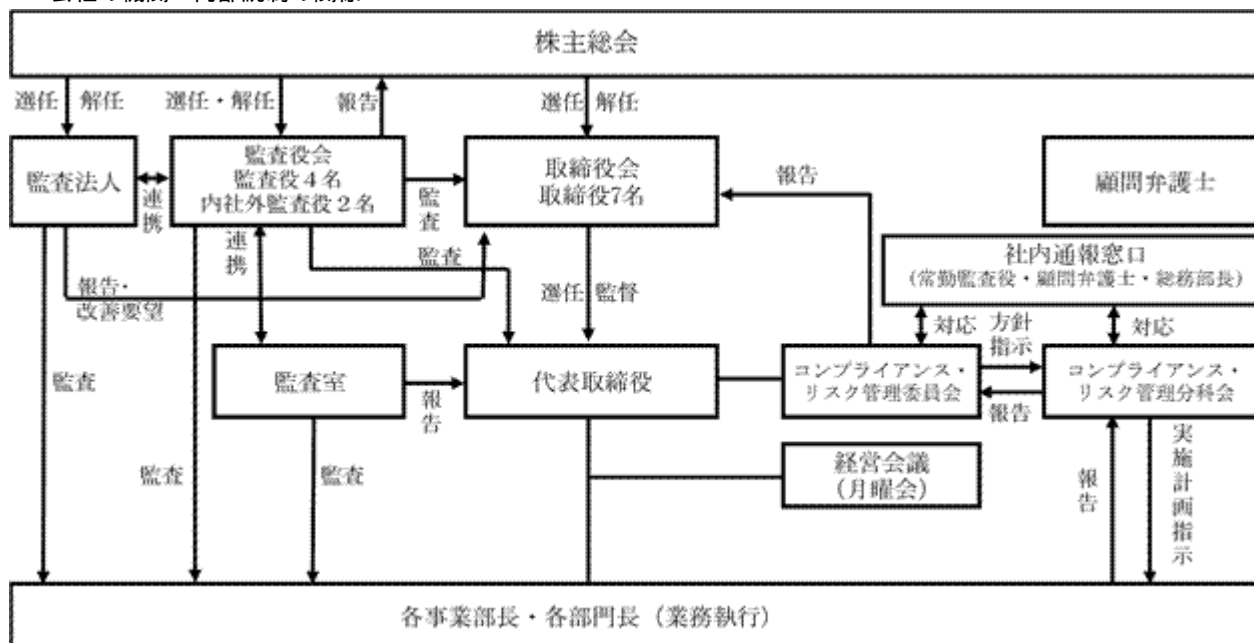 株主総会
選任 解任
選任・解任
報告
選任 解任
監査法人
連携
監査役会
監査役４名
内社外監査役２名
監査
取締役会
取締役7名
報告
顧問弁護士
社内通報窓口
（常勤監査役・顧問弁護士・総務部長）
報告・
改善要望
連携
監査
選任 監督
対応
方針
指示
対応
監査
監査室
報告
代表取締役
コンプライアンス・
リスク管理委員会
報告
コンプライアンス・
リスク管理分科会
監査
監査
経営会議
（月曜会）
報告
実施計画指示
各事業部長・各部門長（業務執行）